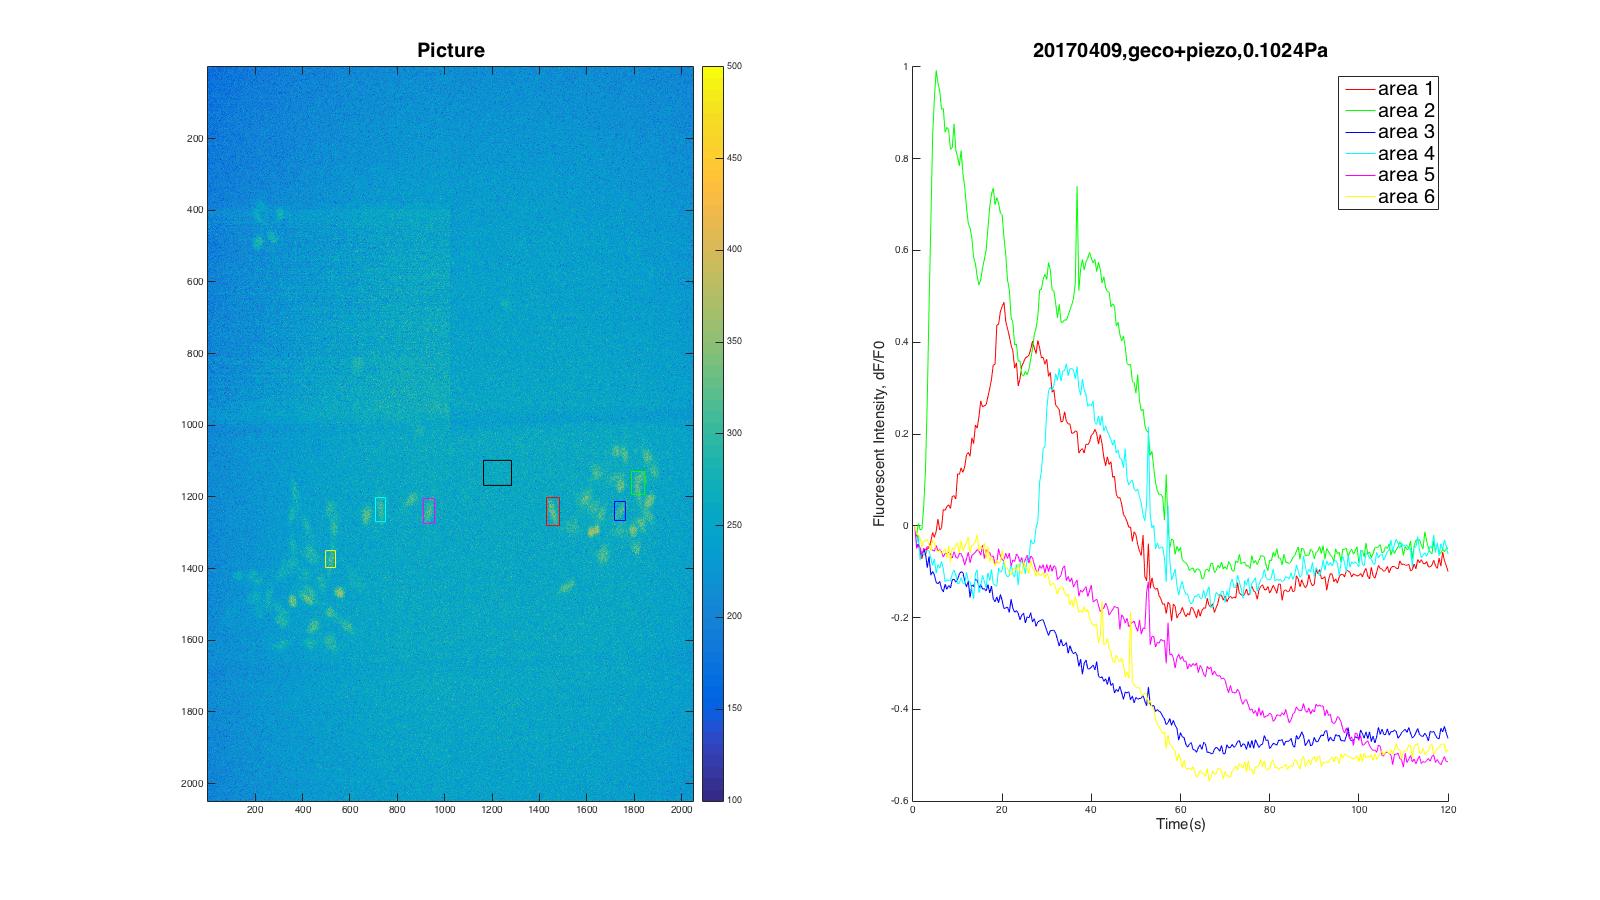 Picture
200
400
600
800
1000
1200
1400
1600
1800
2000
200 400 600 800 1000 1200 1400 1600 1800 2000
500
450
400
350
300
250
200
150
100
20170409,geco+piezo,0.1024Pa
Fluorescent Intensity, dF/F0
1
0.8
0.6
0.4
0.2
0
-0.2
-0.4
-0.6
0 20 40 60 80 100 120
Time(s)
area 1
area 2
area 3
area 4
area 5
area 6